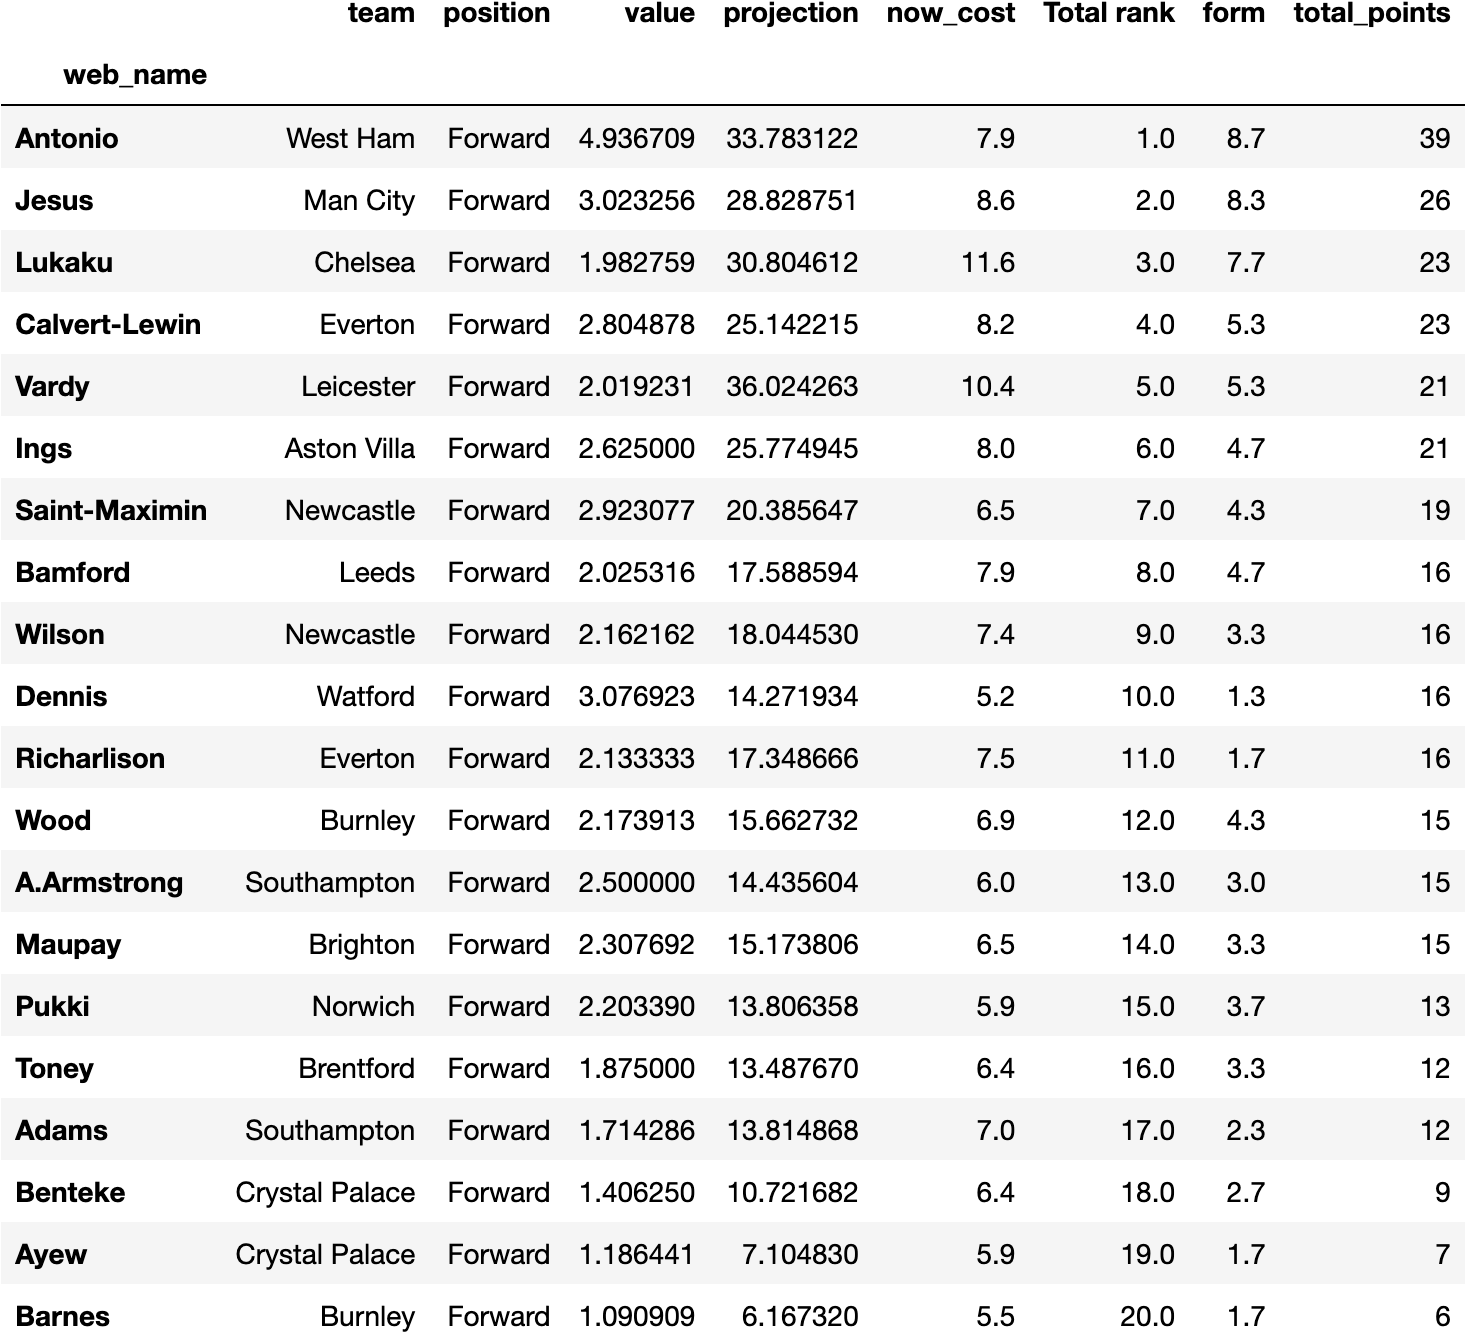 team position value projection now_cost Total rank form total_points
web_name
Antonio West Ham Forward 4.936709 33.783122 7.9 1.0 8.7 39
Jesus Man City Forward 3.023256 28.828751 8.6 2.0 8.3 26
Lukaku Chelsea Forward 1.982759 30.804612 11.6 3.0 7.7 23
Calvert-Lewin Everton Forward 2.804878 25.142215 8.2 4.0 5.3 23
Vardy Leicester Forward 2.019231 36.024263 10.4 5.0 5.3 21
Ings Aston Villa Forward 2.625000 25.774945 8.0 6.0 4.7 21
Saint-Maximin Newcastle Forward 2.923077 20.385647 6.5 7.0 4.3 19
Bamford Leeds Forward 2.025316 17.588594 7.9 8.0 4.7 16
Wilson Newcastle Forward 2.162162 18.044530 7.4 9.0 3.3 16
Dennis Watford Forward 3.076923 14.271934 5.2 10.0 1.3 16
Richarlison Everton Forward 2.133333 17.348666 7.5 11.0 1.7 16
Wood Burnley Forward 2.173913 15.662732 6.9 12.0 4.3 15
A.Armstrong Southampton Forward 2.500000 14.435604 6.0 13.0 3.0 15
Maupay Brighton Forward 2.307692 15.173806 6.5 14.0 3.3 15
Pukki Norwich Forward 2.203390 13.806358 5.9 15.0 3.7 13
Toney Brentford Forward 1.875000 13.487670 6.4 16.0 3.3 12
Adams Southampton Forward 1.714286 13.814868 7.0 17.0 2.3 12
Benteke Crystal Palace Forward 1.406250 10.721682 6.4 18.0 2.7 9
Ayew Crystal Palace Forward 1.186441 7.104830 5.9 19.0 1.7 7
Barnes Burnley Forward 1.090909 6.167320 5.5 20.0 1.7 6